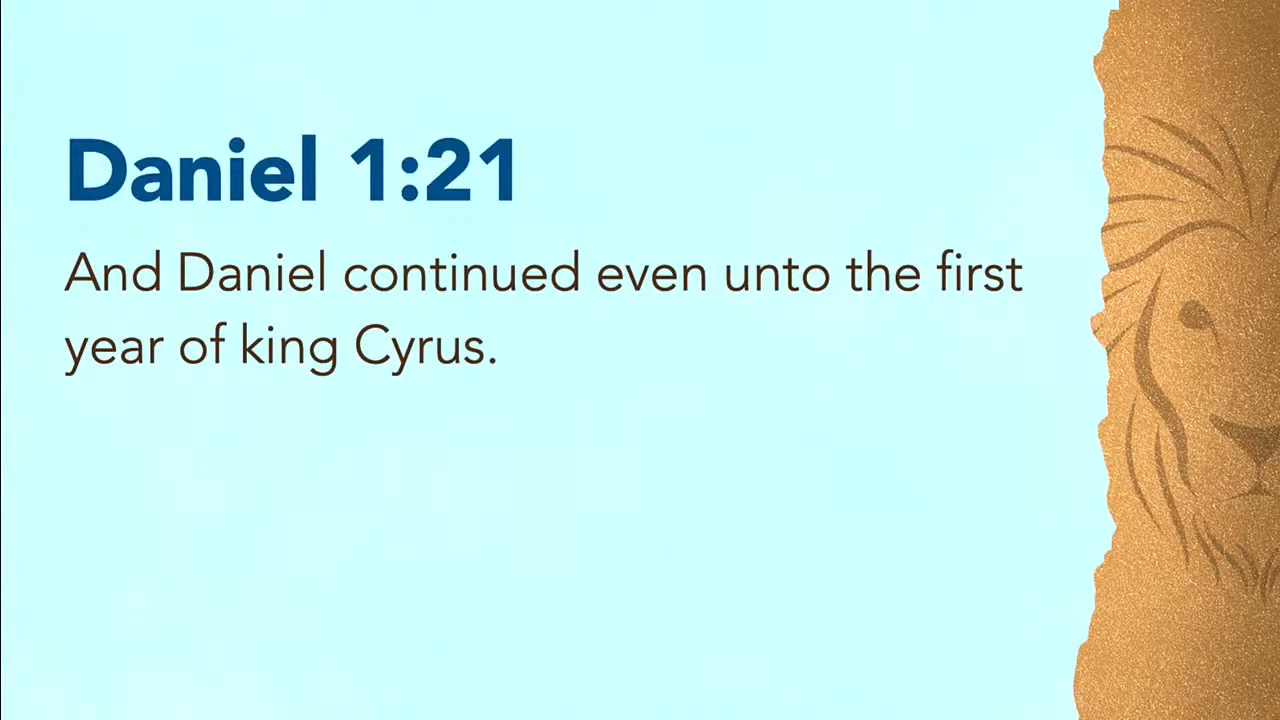 Daniel 1:21
And Daniel continued even unto the first
year of king Cyrus.